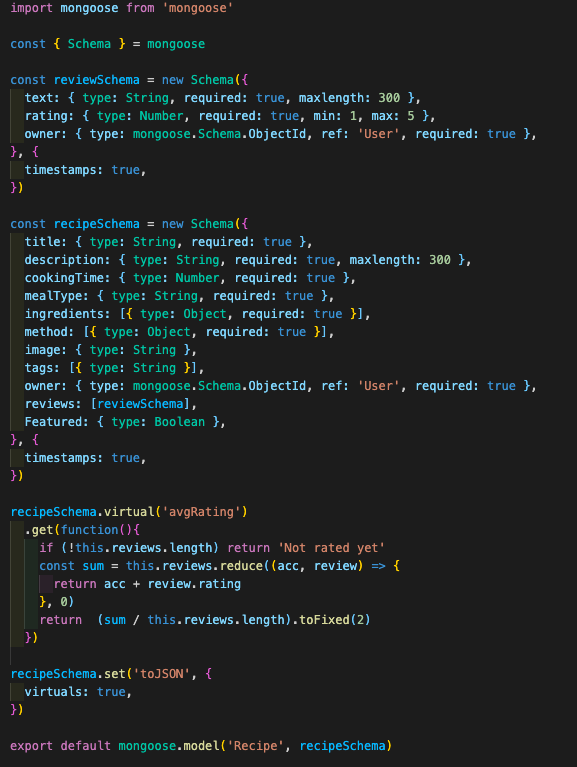 import mongoose from 'mongoose'
const { Schema } = mongoose
const reviewSchema = new Schema({
text: { type: String, required: true, maxlength: 300 },
rating: { type: Number, required: true, min: 1, max: 5 },
owner: { type: mongoose.Schema.ObjectId, ref: 'User', required: true },
}, {
timestamps: true,
})
const recipeSchema = new Schema({
title: { type: String, required: true },
description: { type: String, required: true, maxlength: 300 },
cookingTime: { type: Number, required: true },
mealType: { type: String, required: true },
ingredients: [{ type: Object, required: true }],
method: [{ type: Object, required: true }],
image: { type: String },
tags: [{ type: String }],
owner: { type: mongoose.Schema.ObjectId, ref: 'User', required: true },
reviews: [reviewSchema],
Featured: { type: Boolean },
}, {
timestamps: true,
})
recipeSchema.virtual('avgRating')
.get(function(){
if (!this.reviews.length) return 'Not rated yet'
const sum = this.reviews.reduce((acc, review) => {
return acc + review.rating
}, 0)
return  (sum / this.reviews.length).toFixed(2)
})
recipeSchema.set('toJSON', {
virtuals: true,
})
export default mongoose.model('Recipe', recipeSchema)